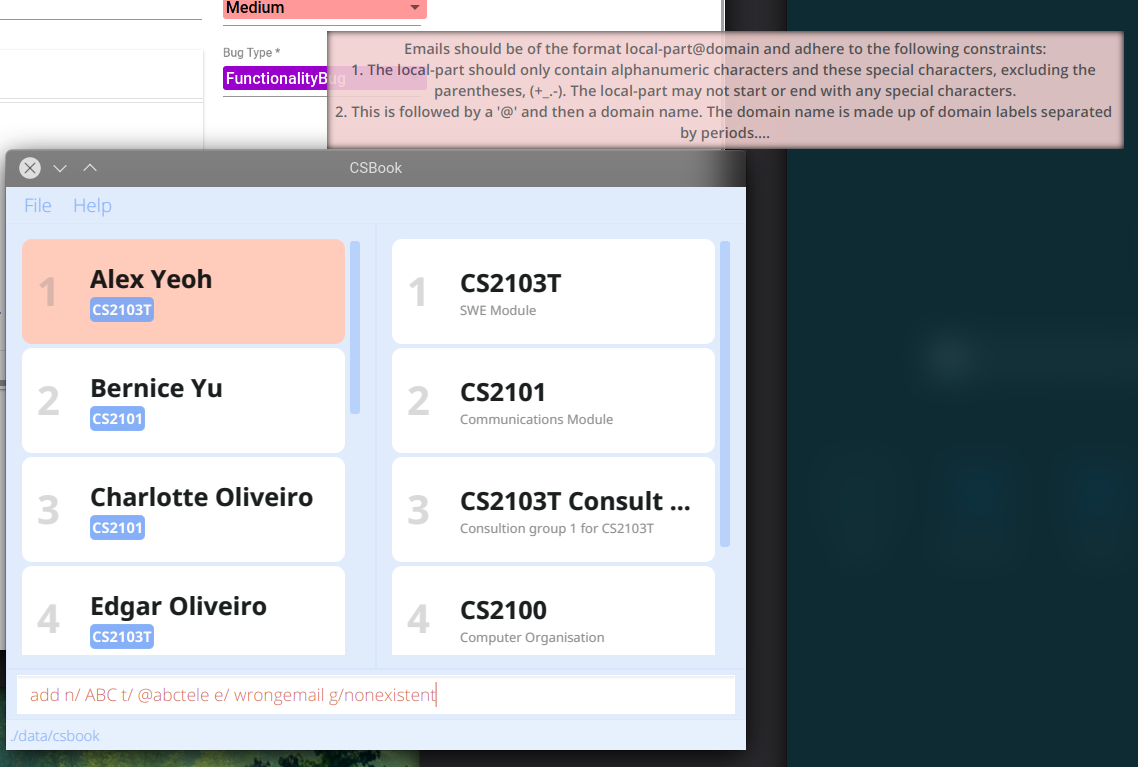 Medium
Bug Type *
FunctionalityBug
Emails should be of the format local-part@domain and adhere to the following constraints:
1. The local-part should only contain alphanumeric characters and these special characters, excluding the
parentheses, (+_.-). The local-part may not start or end with any special characters.
2. This is followed by a '@' and then a domain name. The domain name is made up of domain labels separated
by periods....
CSBook
File Help
1
Alex Yeoh
CS2103T
2
Bernice Yu
CS2101
3
Charlotte Oliveiro
CS2101
4
Edgar Oliveiro
CS2103T
1
CS2103T
SWE Module
2
CS2101
Communications Module
3
CS2103T Consult ...
Consultion group 1 for CS2103T
4
CS2100
Computer Organisation
add n/ ABC t/ @abctele e/ wrongemail g/nonexistent
./data/csbook